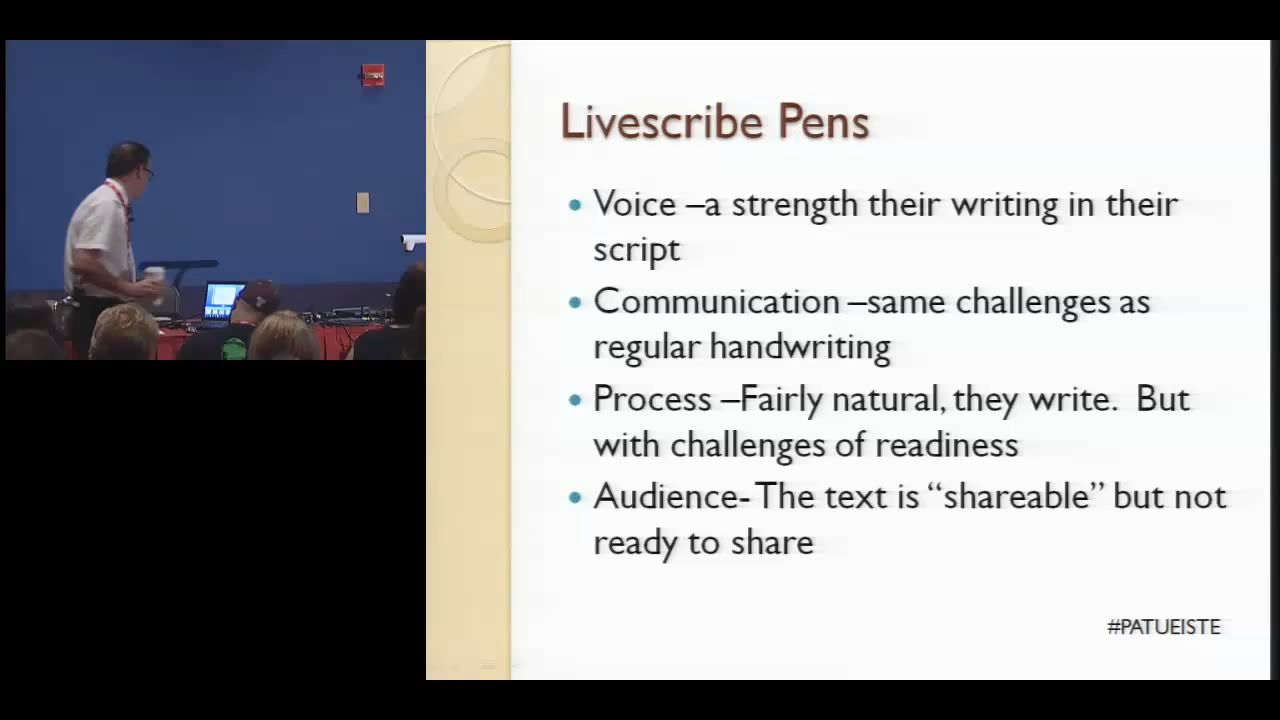 Livescribe Pens
• Voice –a strength their writing in their
script
• Communication –same challenges as
regular handwriting
• Process –Fairly natural, they write.  But
with challenges of readiness
• Audience- The text is “shareable” but not
ready to share
#PATUEISTE